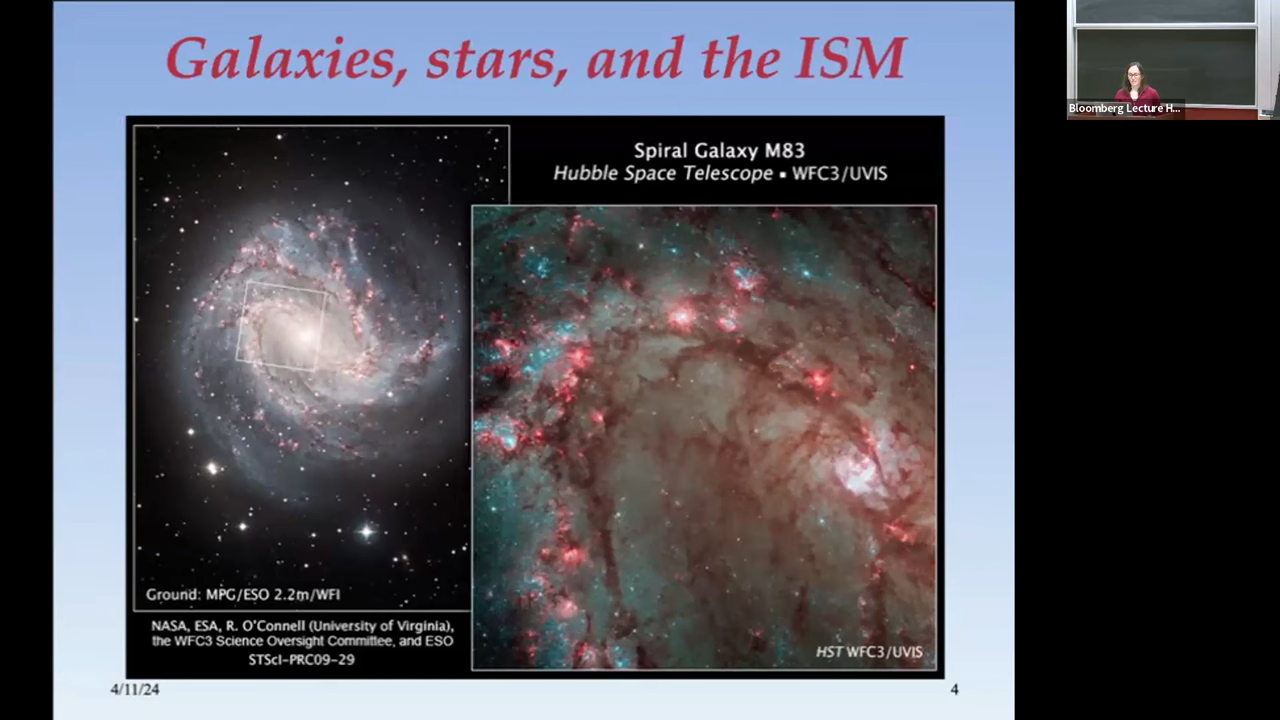 Galaxies, stars, and the ISM
Spiral Galaxy M83
Hubble Space Telescope ▪ WFC3/UVIS
Ground: MPG/ESO 2.2m/WFI
NASA, ESA, R. O'Connell (University of Virginia),
the WFC3 Science Oversight Committee, and ESO
STScI-PRC09-29
HST WFC3/UVIS
4/11/24
4
Bloomberg Lecture H...